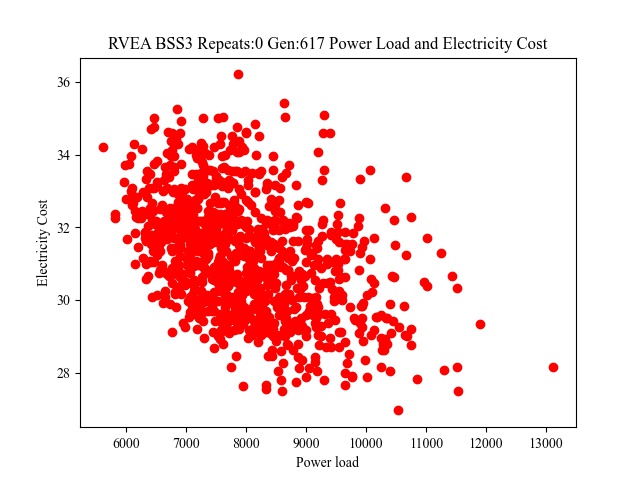 RVEA BSS3 Repeats:0 Gen:617 Power Load and Electricity Cost
36
34
32
30
28
Electricity Cost
6000 7000 8000 9000 10000 11000 12000 13000
Power load